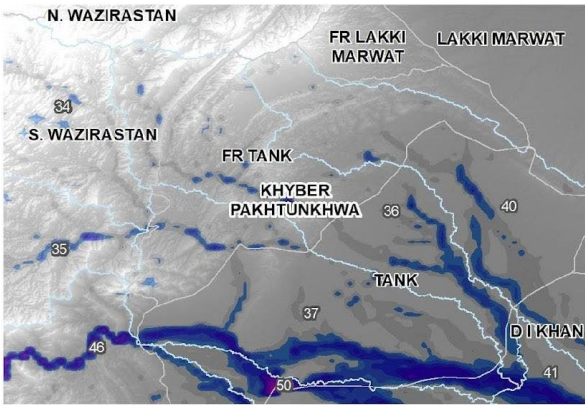 N. WAZIRASTAN
FR LAKKI
MARWAT
LAKKI MARWAT
34
S. WAZIRASTAN
FR TANK
KHYBER
PAKHTUNKHWA
36
40
35
TANK
37
D I KHAN
46
50
41